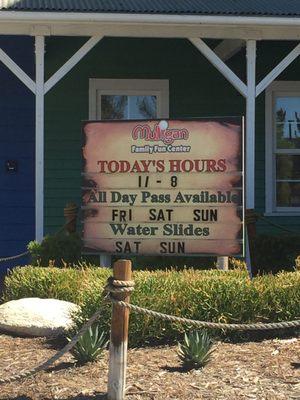 Mulligan
Family Fun Center
TODAY'S HOURS
11 - 8
All Day Pass Available
FRI SAT SUN
Water Slides
SAT SUN